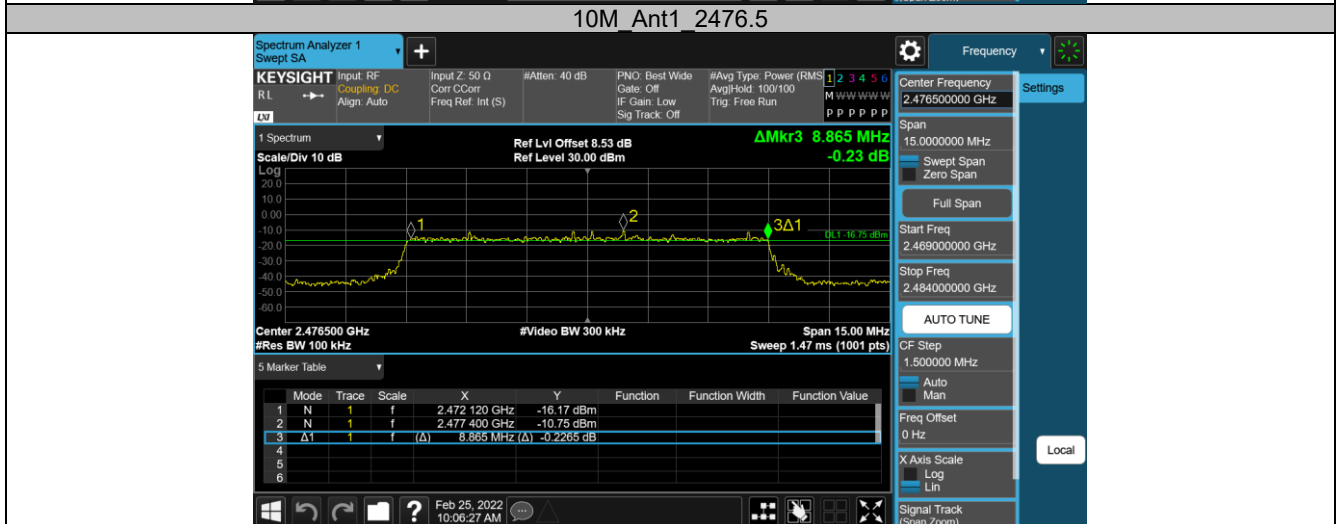 10M_Ant1_2476.5
Spectrum Analyzer 1
Swept SA
Frequency
KEYSIGHT
RL
LXI
Input: RF
Coupling: DC
Align: Auto
Input Z: 50 Ω
Corr CCorr
Freq Ref: Int (S)
#Atten: 40 dB
PNO: Best Wide
Gate: Off
IF Gain: Low
Sig Track: Off
#Avg Type: Power (RMS
Avg|Hold: 100/100
Trig: Free Run
1 2 3 4 5 6
M W W W W W
P P P P P P
1 Spectrum
Scale/Div 10 dB
Ref Lvl Offset 8.53 dB
Ref Level 30.00 dBm
ΔMkr3 8.865 MHz
-0.23 dB
Log
20.0
10.0
0.00
-10.0
-20.0
-30.0
-40.0
-50.0
-60.0
1
2
3Δ1
DL1 -16.75 dBm
Center 2.476500 GHz
#Video BW 300 kHz
Span 15.00 MHz
#Res BW 100 kHz
Sweep 1.47 ms (1001 pts)
5 Marker Table
Mode Trace Scale X Y Function Function Width Function Value
1 N 1 f 2.472 120 GHz -16.17 dBm
2 N 1 f 2.477 400 GHz -10.75 dBm
3 Δ1 1 f (Δ) 8.865 MHz (Δ) -0.2265 dB
4
5
6
Feb 25, 2022
10:06:27 AM
Center Frequency
2.476500000 GHz
Settings
Span
15.0000000 MHz
Swept Span
Zero Span
Full Span
Start Freq
2.469000000 GHz
Stop Freq
2.484000000 GHz
AUTO TUNE
CF Step
1.500000 MHz
Auto
Man
Freq Offset
0 Hz
Local
X Axis Scale
Log
Lin
Signal Track
(Span Zoom)